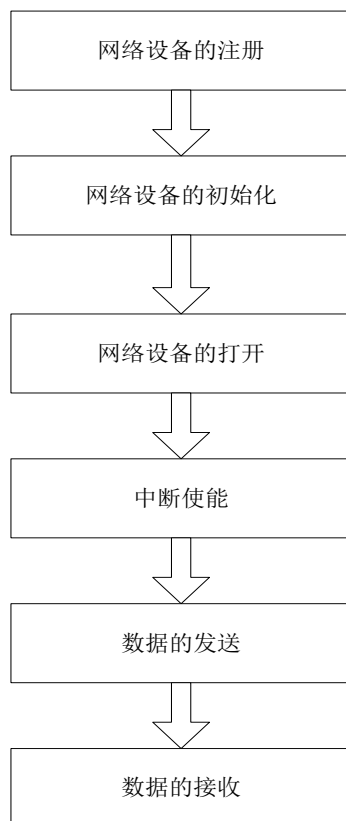 网络设备的注册
网络设备的初始化
网络设备的打开
中断使能
数据的发送
数据的接收